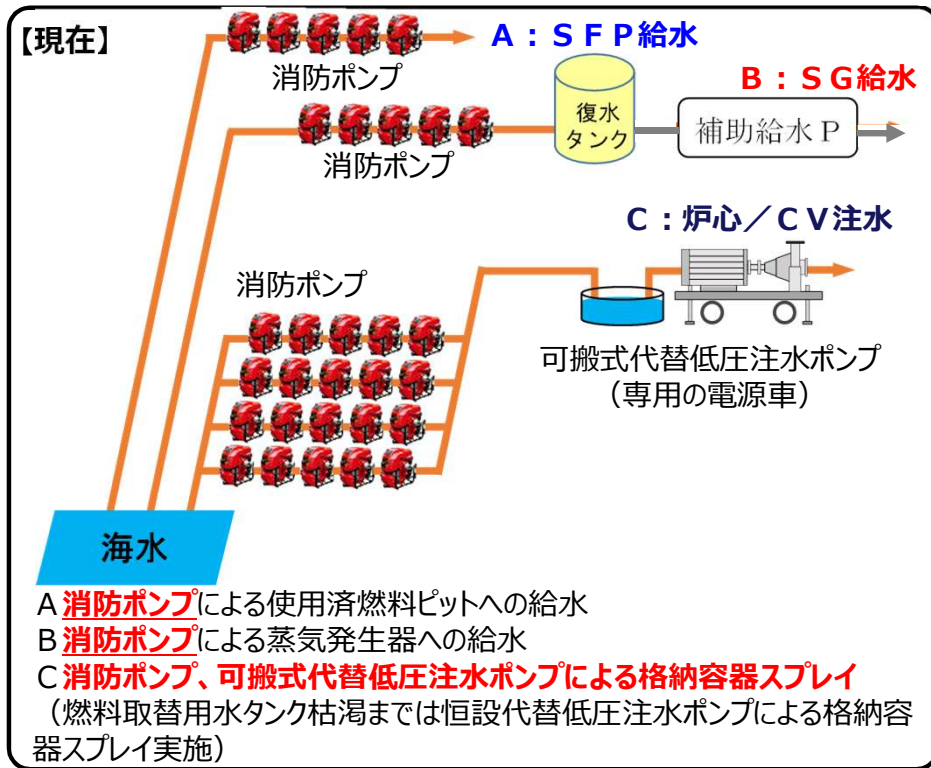 【現在】
A：SFP給水
消防ポンプ
B：SG給水
復水
タンク
補助給水P
消防ポンプ
C：炉心／CV注水
消防ポンプ
可搬式代替低圧注水ポンプ
（専用の電源車）
海水
A消防ポンプによる使用済燃料ピットへの給水
B消防ポンプによる蒸気発生器への給水
C消防ポンプ、可搬式代替低圧注水ポンプによる格納容器スプレイ
（燃料取替用水タンク枯渇までは恒設代替低圧注水ポンプによる格納容
器スプレイ実施）